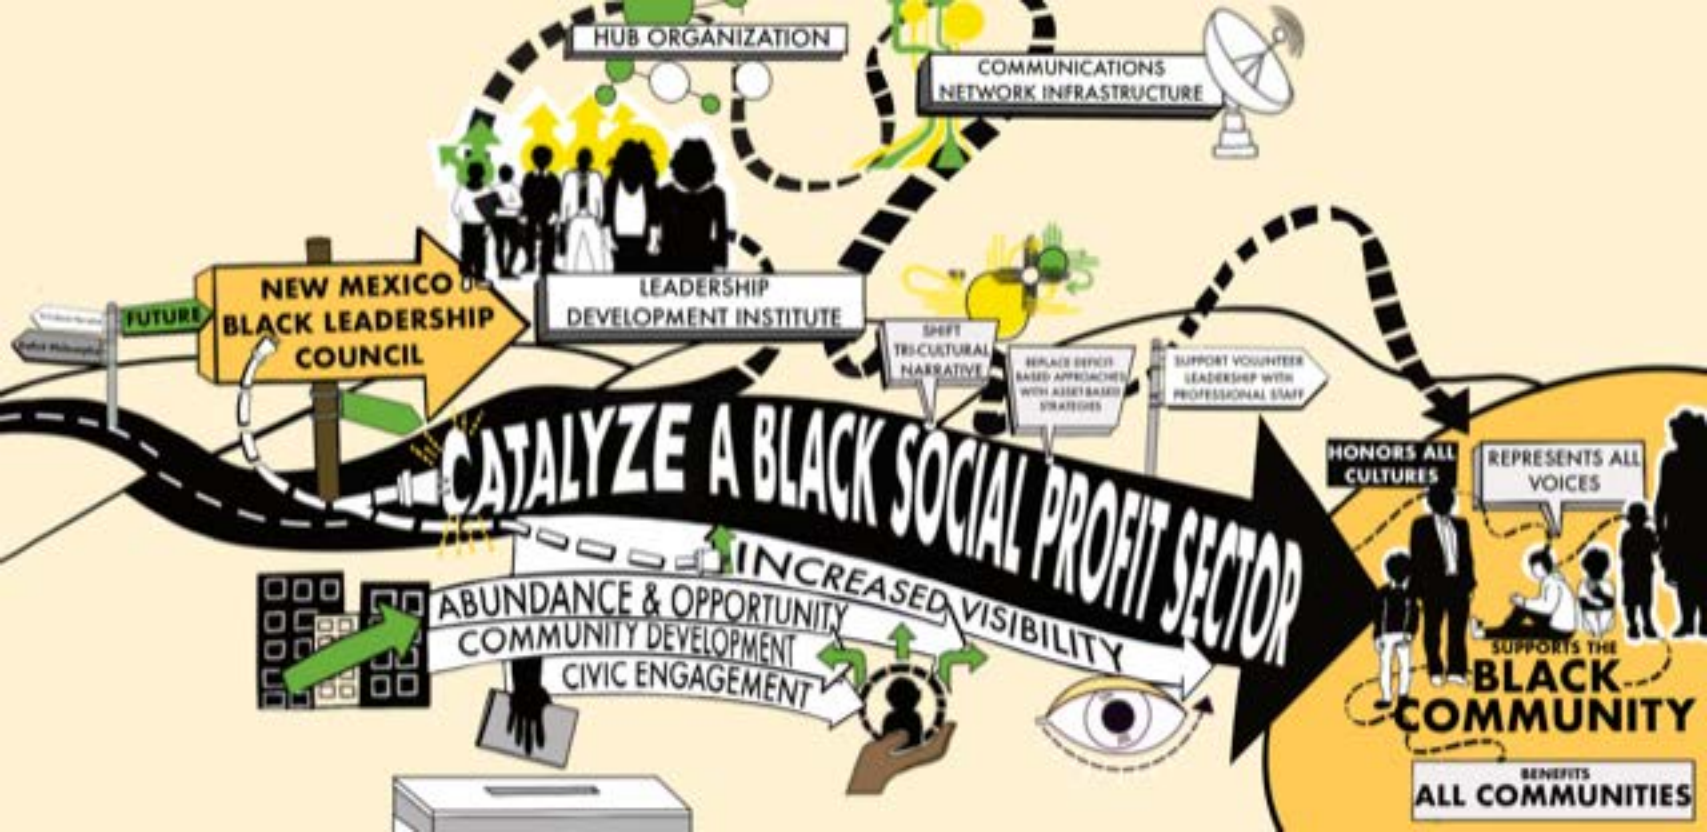 HUB ORGANIZATION
COMMUNICATIONS
NETWORK INFRASTRUCTURE
NEW MEXICO
BLACK LEADERSHIP
COUNCIL
FUTURE
LEADERSHIP
DEVELOPMENT INSTITUTE
SHIFT
TRI-CULTURAL
NARRATIVE
REPLACE DEFICIT
BASED APPROACHES
WITH ASSET-BASED
STRATEGIES
SUPPORT VOLUNTEER
LEADERSHIP WITH
PROFESSIONAL STAFF
CATALYZE A BLACK SOCIAL PROFIT SECTOR
INCREASED VISIBILITY
ABUNDANCE & OPPORTUNITY
COMMUNITY DEVELOPMENT
CIVIC ENGAGEMENT
HONORS ALL
CULTURES
REPRESENTS ALL
VOICES
SUPPORTS THE
BLACK
COMMUNITY
BENEFITS
ALL COMMUNITIES